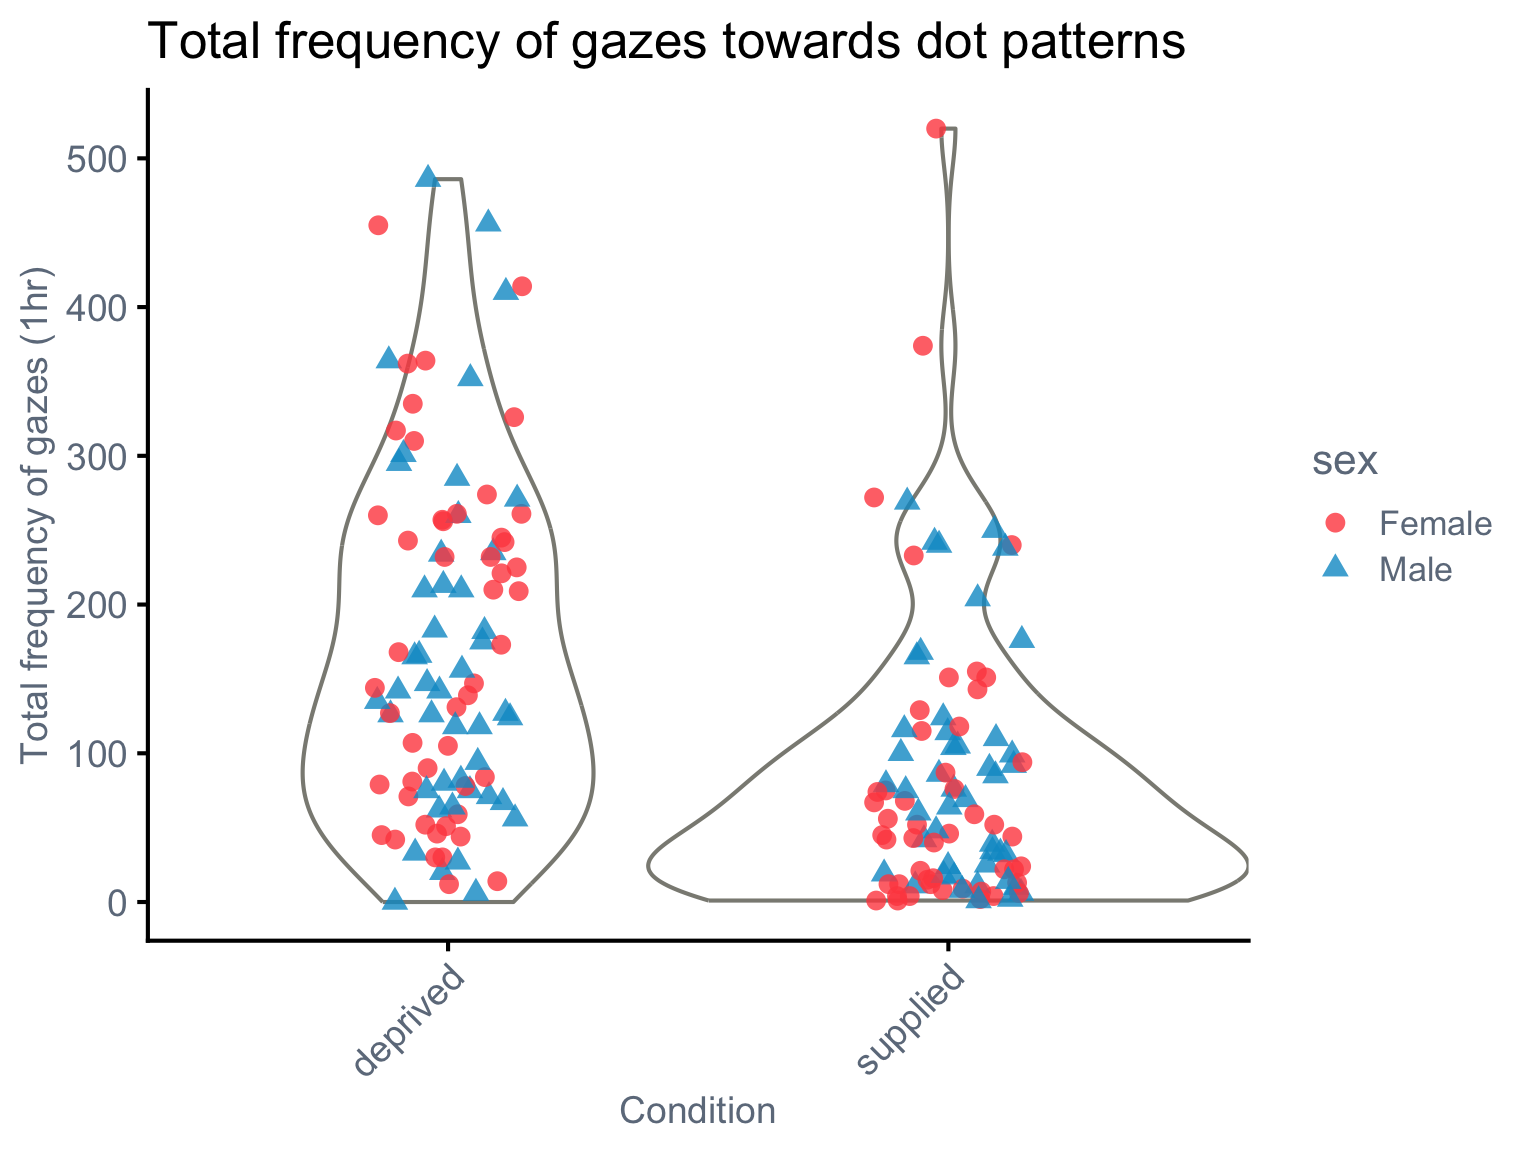 Total frequency of gazes towards dot patterns
Total frequency of gazes (1hr)
500
400
300
200
100
0
deprived
supplied
Condition
sex
Female
Male